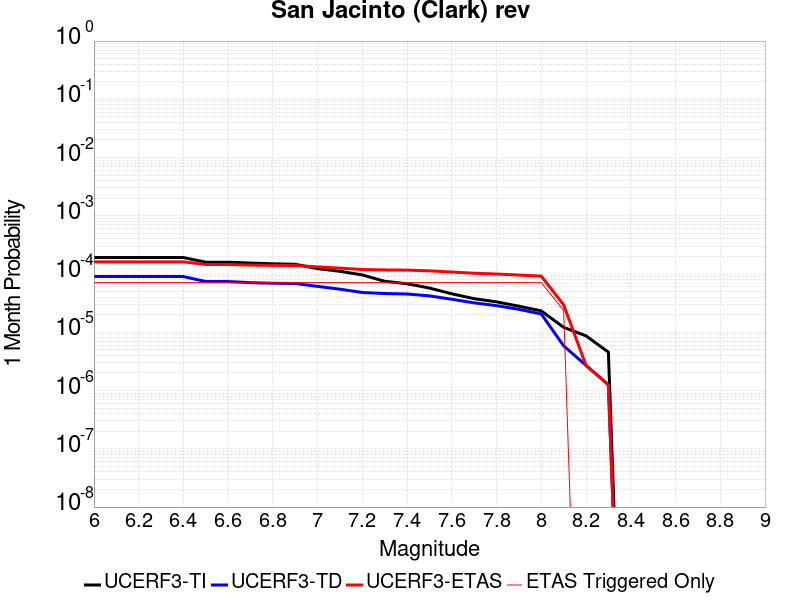 San Jacinto (Clark) rev
10^0
10^-1
10^-2
10^-3
10^-4
10^-5
10^-6
10^-7
10^-8
1 Month Probability
6 6.2 6.4 6.6 6.8 7 7.2 7.4 7.6 7.8 8 8.2 8.4 8.6 8.8 9
Magnitude
UCERF3-TI UCERF3-TD UCERF3-ETAS ETAS Triggered Only